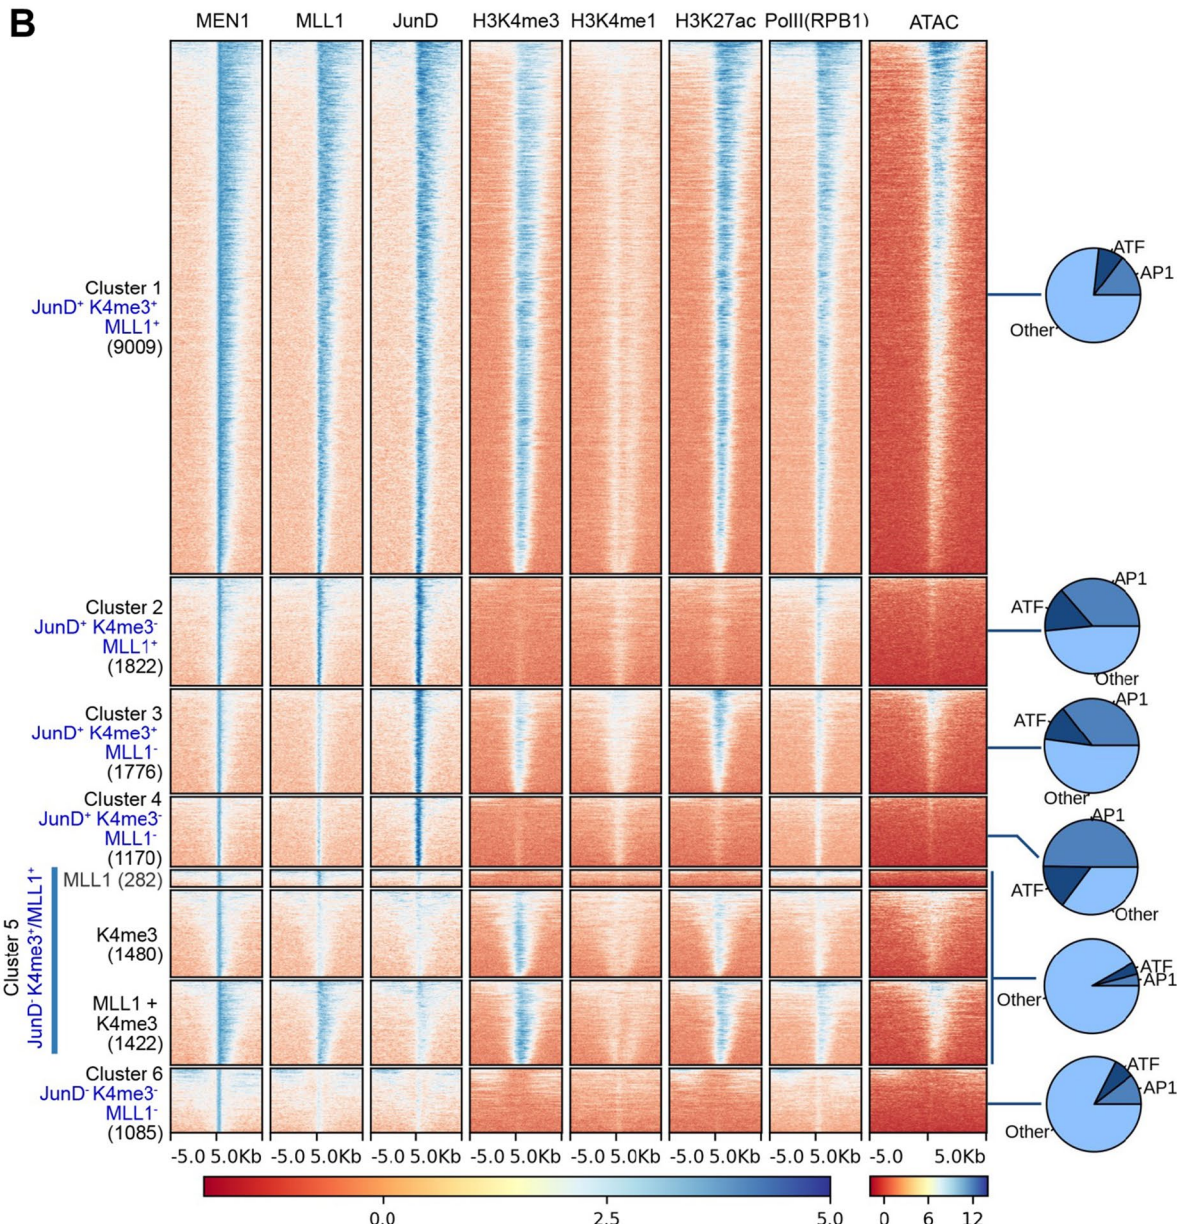 B
MEN1 MLL1 JunD H3K4me3 H3K4me1 H3K27ac PolII(RPB1) ATAC
Cluster 1
JunD+ K4me3+
MLL1+
(9009)
ATF
AP1
Other
Cluster 2
JunD+ K4me3-
MLL1+
(1822)
AP1
ATF
Other
Cluster 3
JunD+ K4me3+
MLL1-
(1776)
AP1
ATF
Other
Cluster 4
JunD+ K4me3-
MLL1-
(1170)
AP1
ATF
Other
Cluster 5
JunD- K4me3+/MLL1+
MLL1 (282)
K4me3
(1480)
MLL1 +
K4me3
(1422)
ATF
AP1
Other
Cluster 6
JunD- K4me3-
MLL1-
(1085)
ATF
AP1
Other
-5.0 5.0Kb -5.0 5.0Kb -5.0 5.0Kb -5.0 5.0Kb -5.0 5.0Kb -5.0 5.0Kb -5.0 5.0Kb -5.0 5.0Kb
0.0 2.5 5.0 0 6 12